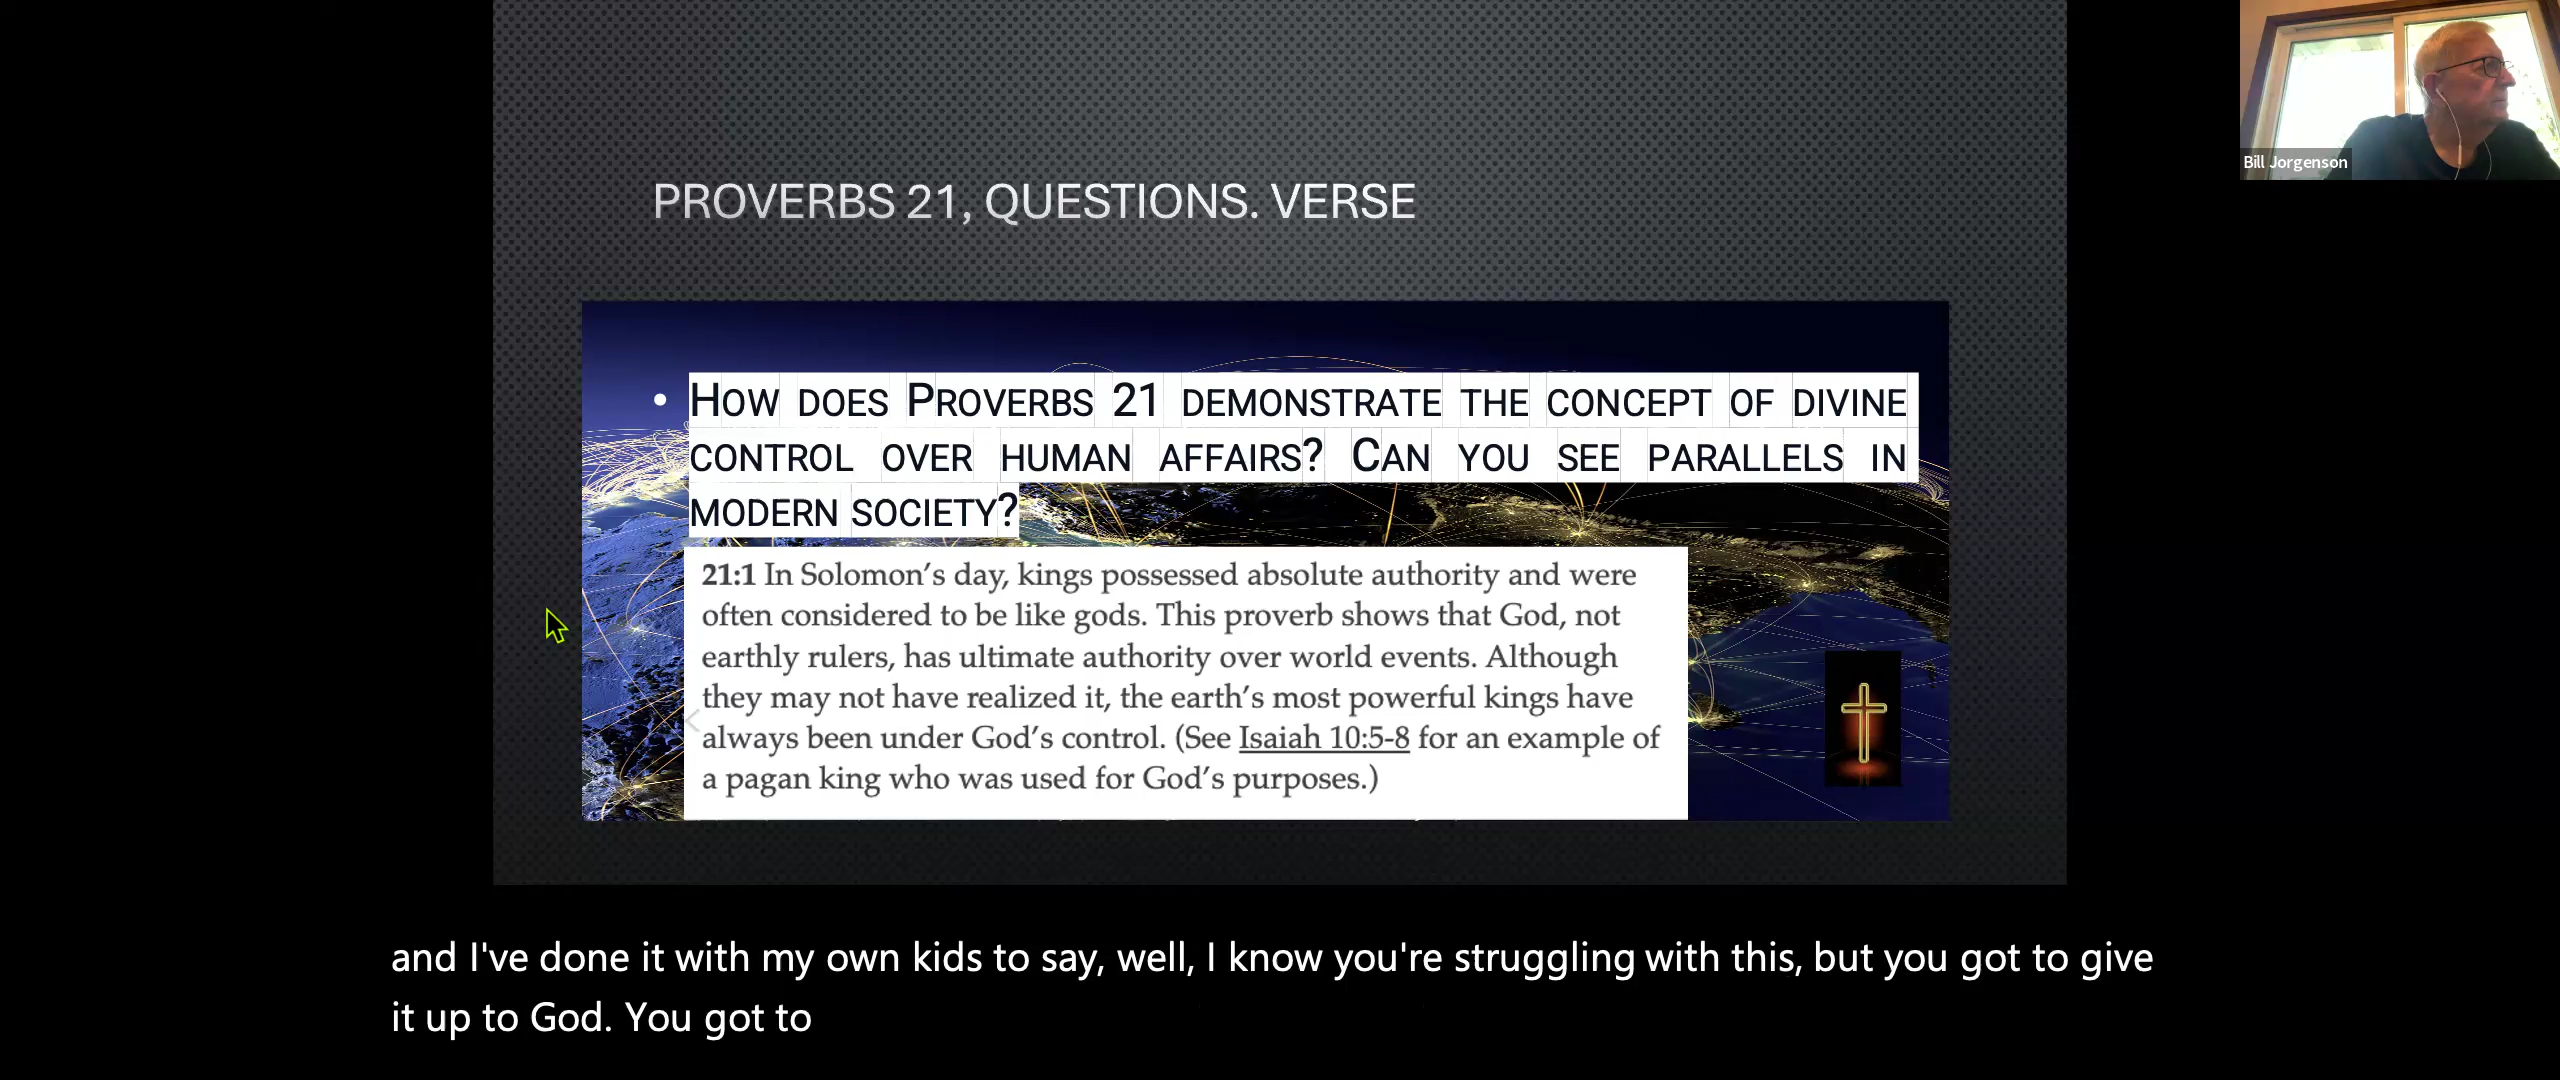 Bill Jorgenson
PROVERBS 21, QUESTIONS. VERSE
• HOW DOES PROVERBS 21 DEMONSTRATE THE CONCEPT OF DIVINE
CONTROL OVER HUMAN AFFAIRS? CAN YOU SEE PARALLELS IN
MODERN SOCIETY?
21:1 In Solomon’s day, kings possessed absolute authority and were
often considered to be like gods. This proverb shows that God, not
earthly rulers, has ultimate authority over world events. Although
they may not have realized it, the earth’s most powerful kings have
always been under God’s control. (See Isaiah 10:5-8 for an example of
a pagan king who was used for God’s purposes.)
and I've done it with my own kids to say, well, I know you're struggling with this, but you got to give
it up to God. You got to